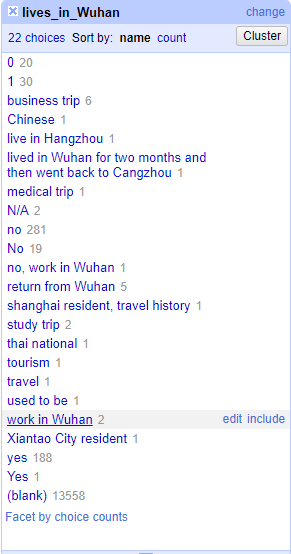 lives_in_Wuhan change
22 choices Sort by: name count Cluster
0 20
1 30
business trip 6
Chinese 1
live in Hangzhou 1
lived in Wuhan for two months and
then went back to Cangzhou 1
medical trip 1
N/A 2
no 281
No 19
no, work in Wuhan 1
return from Wuhan 5
shanghai resident, travel history 1
study trip 2
thai national 1
tourism 1
travel 1
used to be 1
work in Wuhan 2 edit include
Xiantao City resident 1
yes 188
Yes 1
(blank) 13558
Facet by choice counts